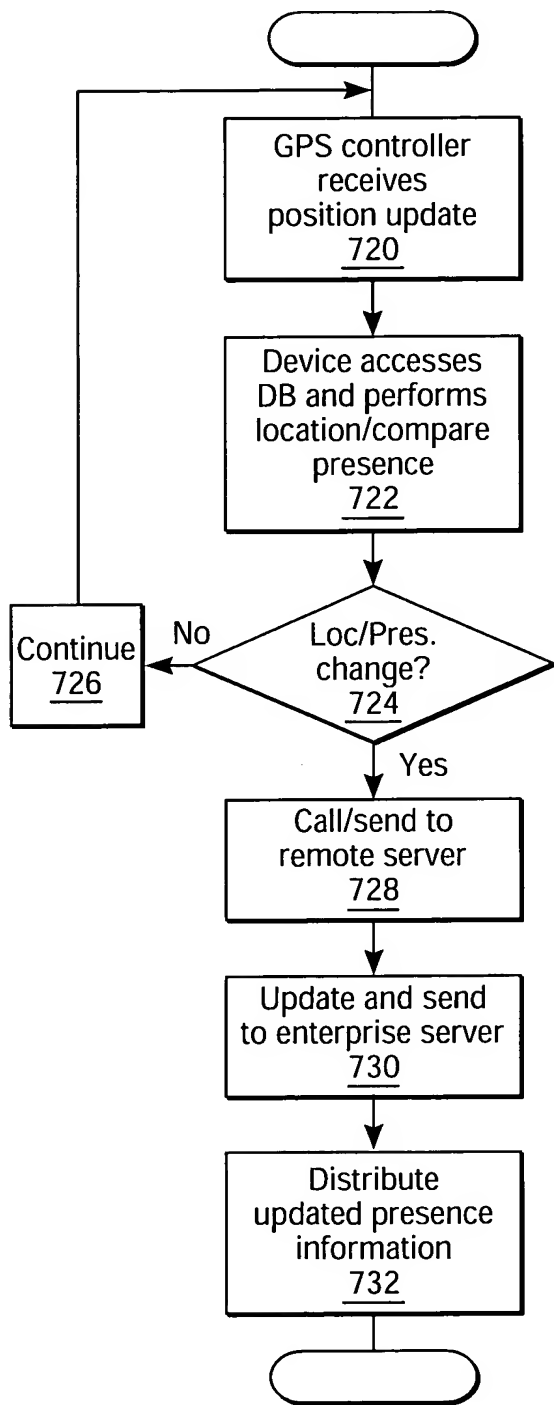 GPS controller
receives
position update
720
Device accesses
DB and performs
location/compare
presence
722
Loc/Pres.
change?
724
No
Continue
726
Yes
Call/send to
remote server
728
Update and send
to enterprise server
730
Distribute
updated presence
information
732